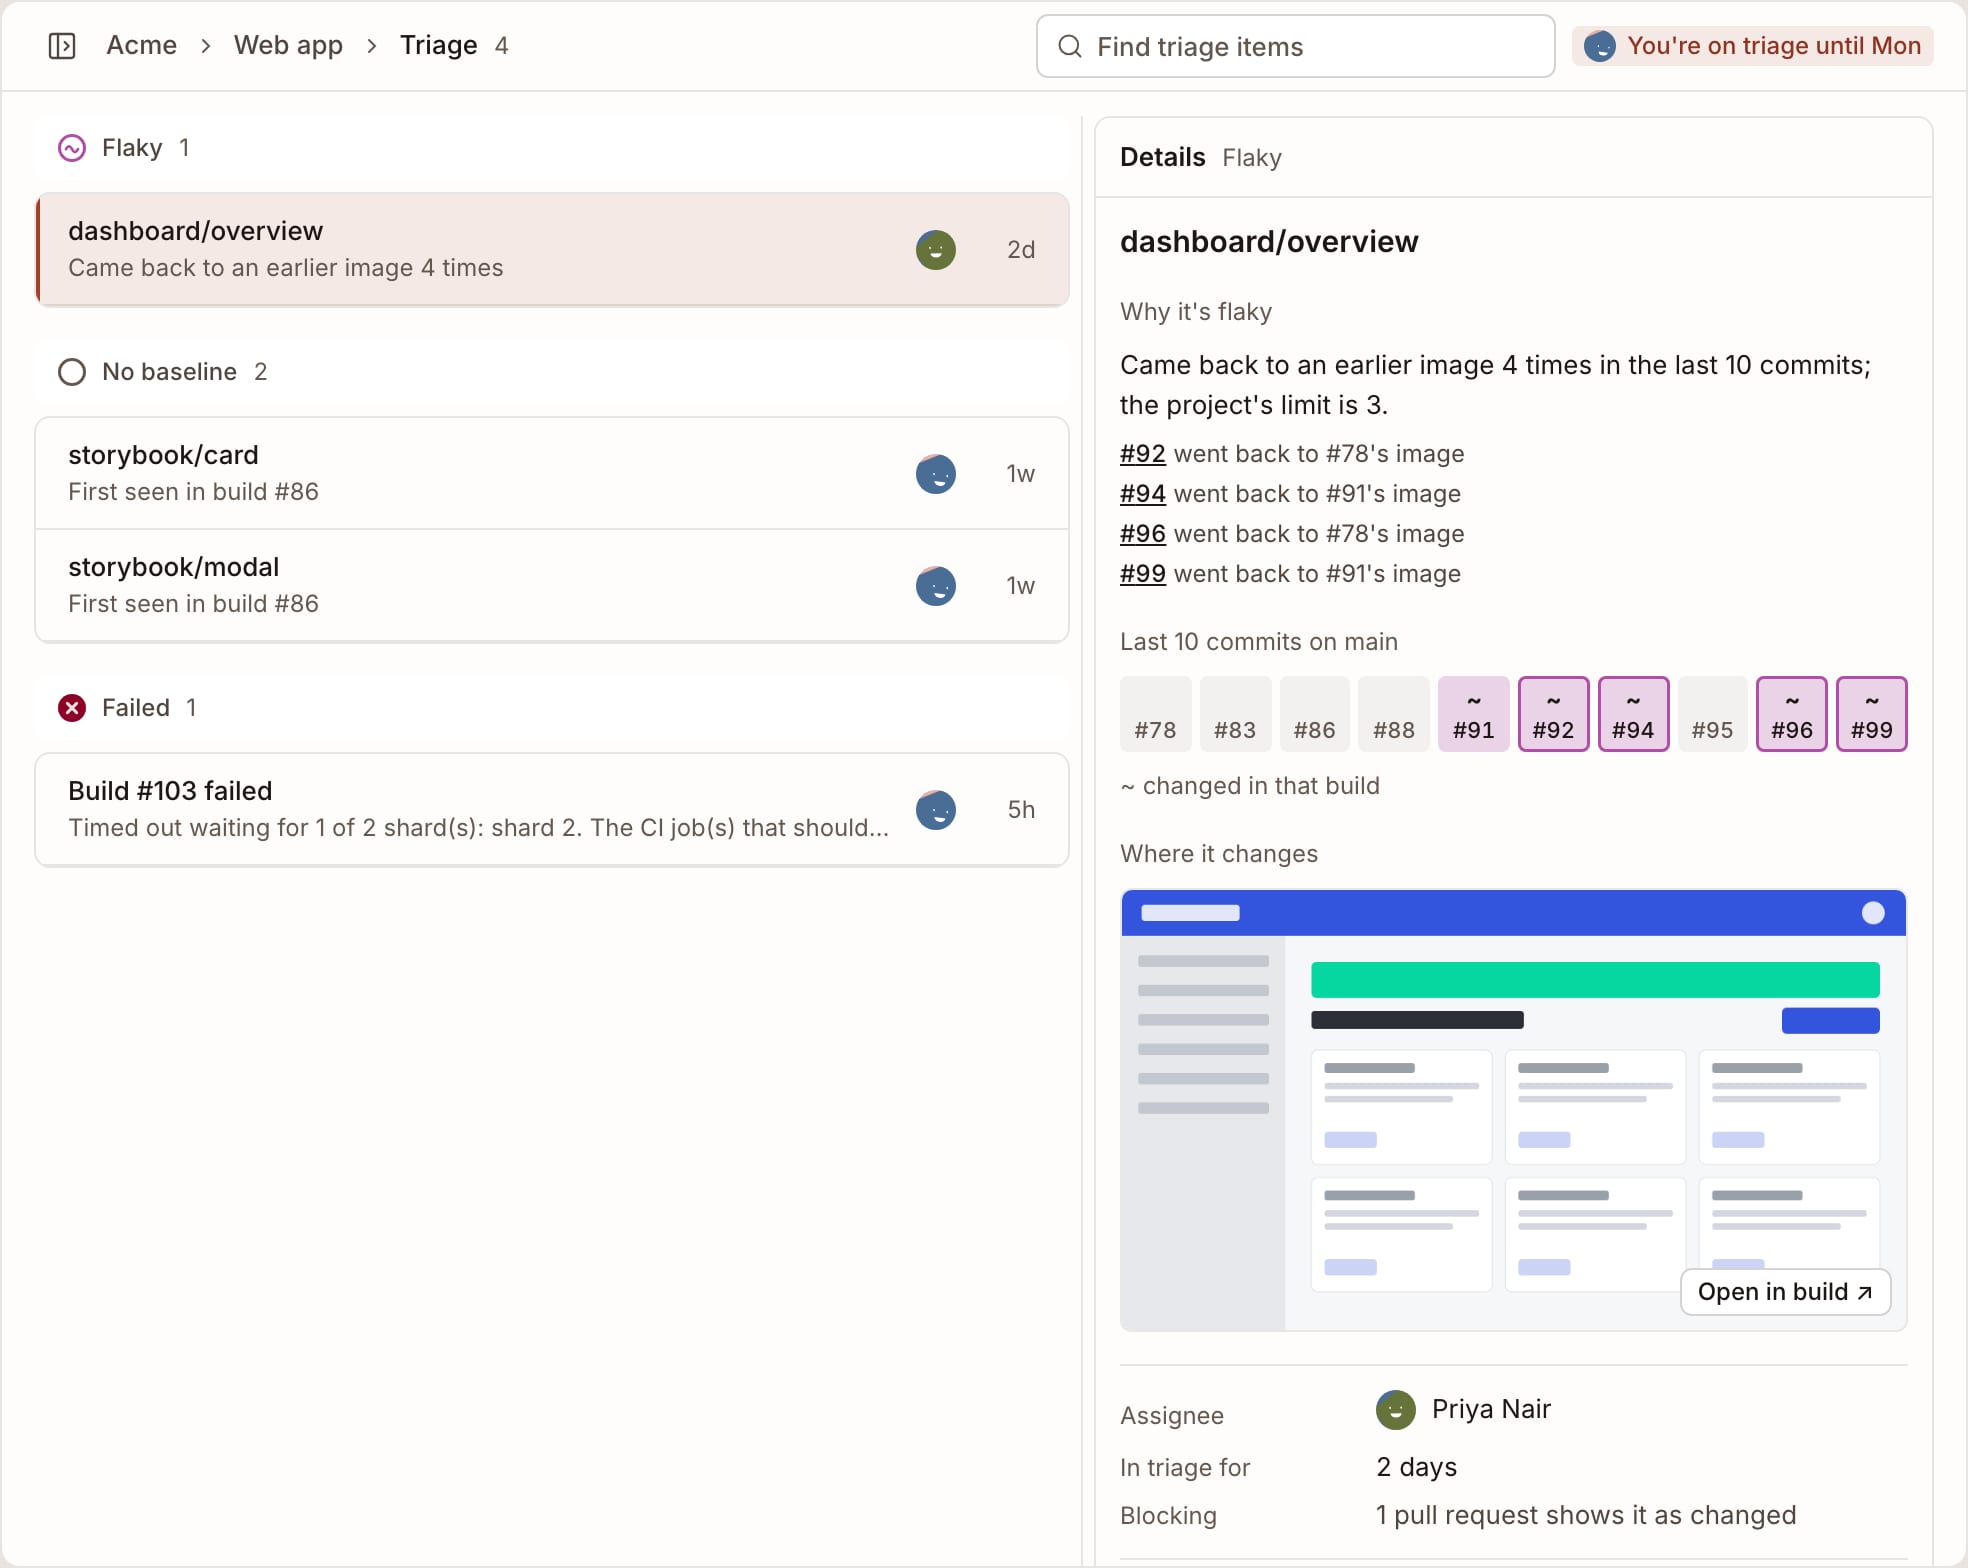 Acme > Web app > Triage 4
Find triage items
You're on triage until Mon
Flaky 1
dashboard/overview
Came back to an earlier image 4 times
2d
No baseline 2
storybook/card
First seen in build #86
1w
storybook/modal
First seen in build #86
1w
Failed 1
Build #103 failed
Timed out waiting for 1 of 2 shard(s): shard 2. The CI job(s) that should...
5h
Details Flaky
dashboard/overview
Why it's flaky
Came back to an earlier image 4 times in the last 10 commits;
the project's limit is 3.
#92 went back to #78's image
#94 went back to #91's image
#96 went back to #78's image
#99 went back to #91's image
Last 10 commits on main
#78 #83 #86 #88 ~ #91 ~ #92 ~ #94 #95 ~ #96 ~ #99
~ changed in that build
Where it changes
Open in build ↗
Assignee Priya Nair
In triage for 2 days
Blocking 1 pull request shows it as changed